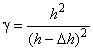 γ = h² / (h − Δh)²